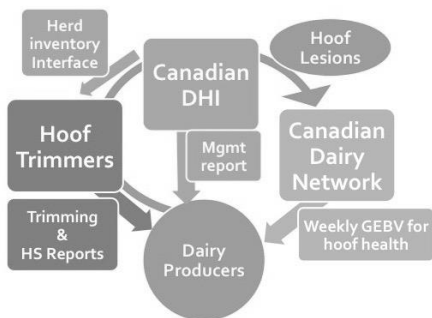 Herd
inventory
Interface
Canadian
DHI
Hoof
Lesions
Hoof
Trimmers
Mgmt
report
Canadian
Dairy
Network
Trimming
&
HS Reports
Dairy
Producers
Weekly GEBV for
hoof health